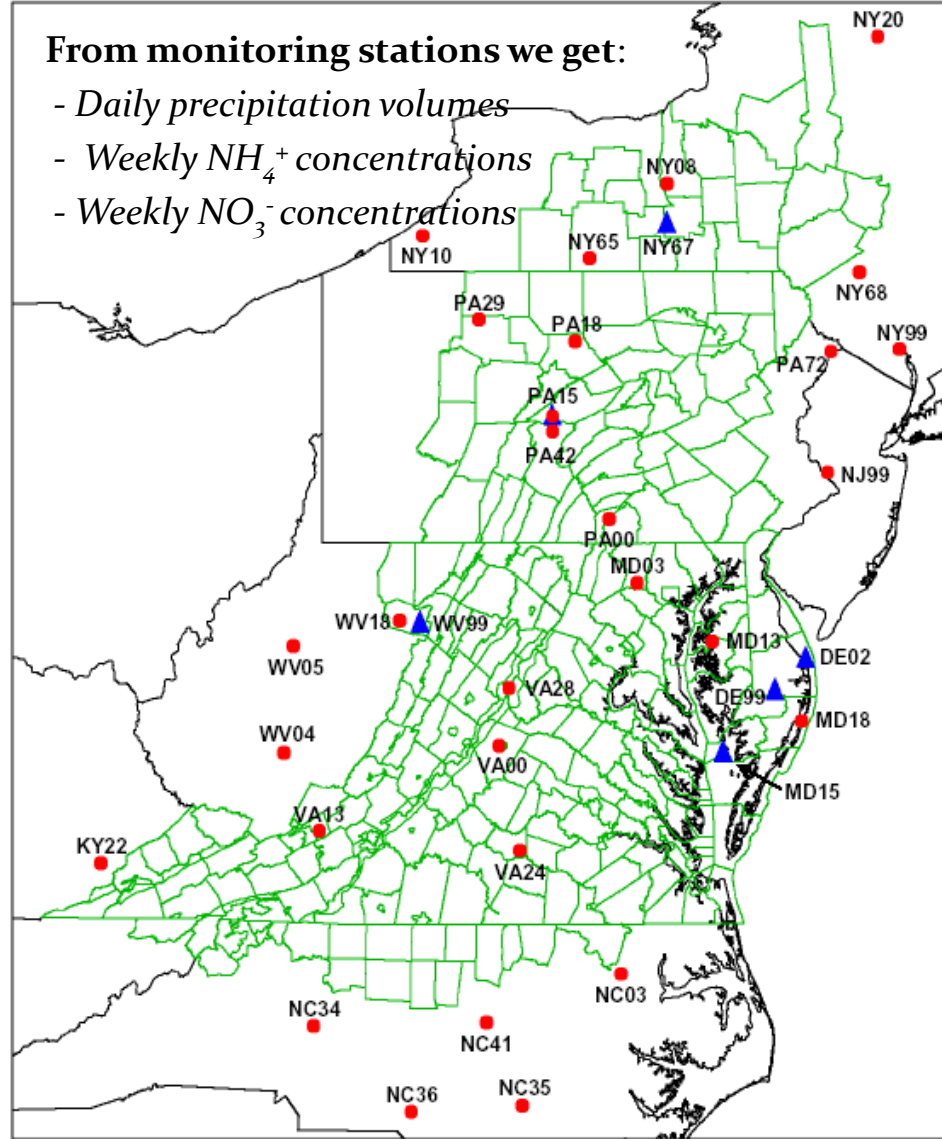 From monitoring stations we get:
- Daily precipitation volumes
- Weekly NH₄⁺ concentrations
- Weekly NO₃⁻ concentrations
NY20
NY08
NY67
NY10
NY65
NY68
PA29
PA18
PA72
NY99
PA15
PA42
NJ99
PA00
MD03
WV18
WV99
WV05
MD13
DE02
VA28
DE99
MD18
WV04
VA00
MD15
VA13
KY22
VA24
NC03
NC34
NC41
NC36
NC35